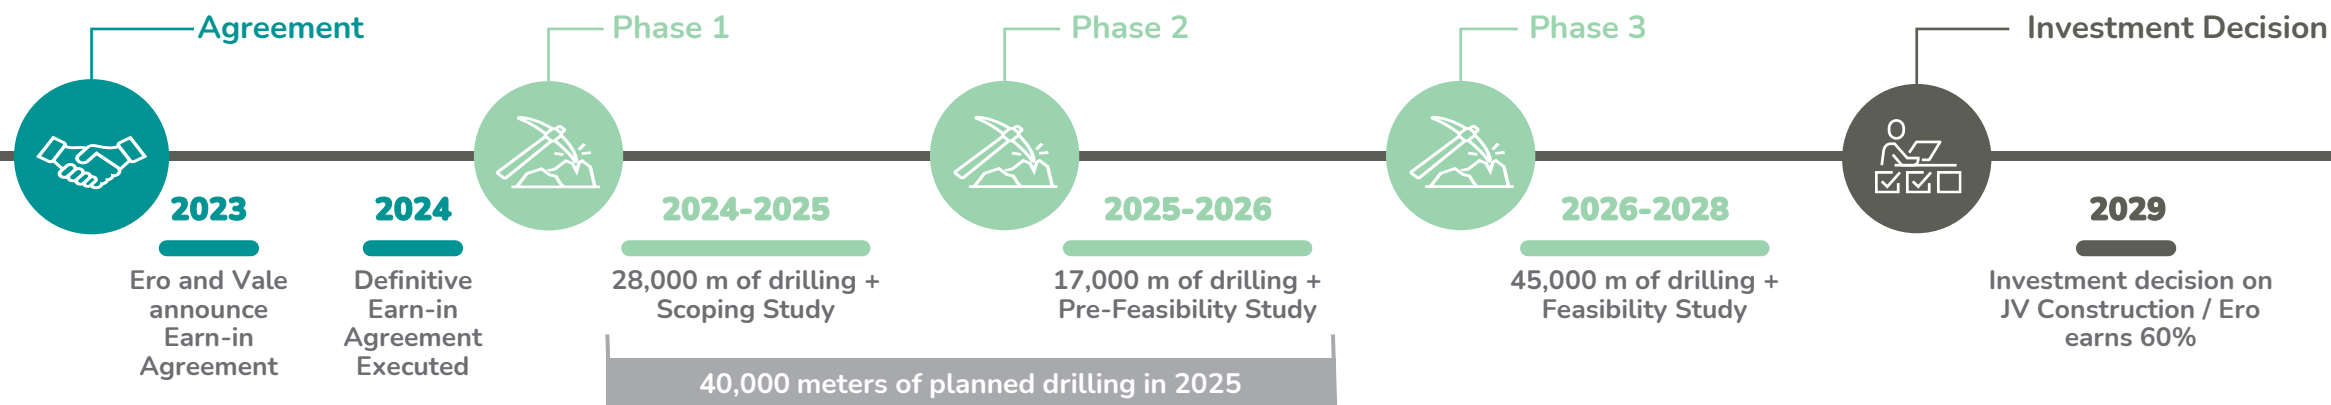 Agreement
Phase 1
Phase 2
Phase 3
Investment Decision
2023
Ero and Vale
announce
Earn-in
Agreement
2024
Definitive
Earn-in
Agreement
Executed
2024-2025
28,000 m of drilling +
Scoping Study
2025-2026
17,000 m of drilling +
Pre-Feasibility Study
40,000 meters of planned drilling in 2025
2026-2028
45,000 m of drilling +
Feasibility Study
2029
Investment decision on
JV Construction / Ero
earns 60%